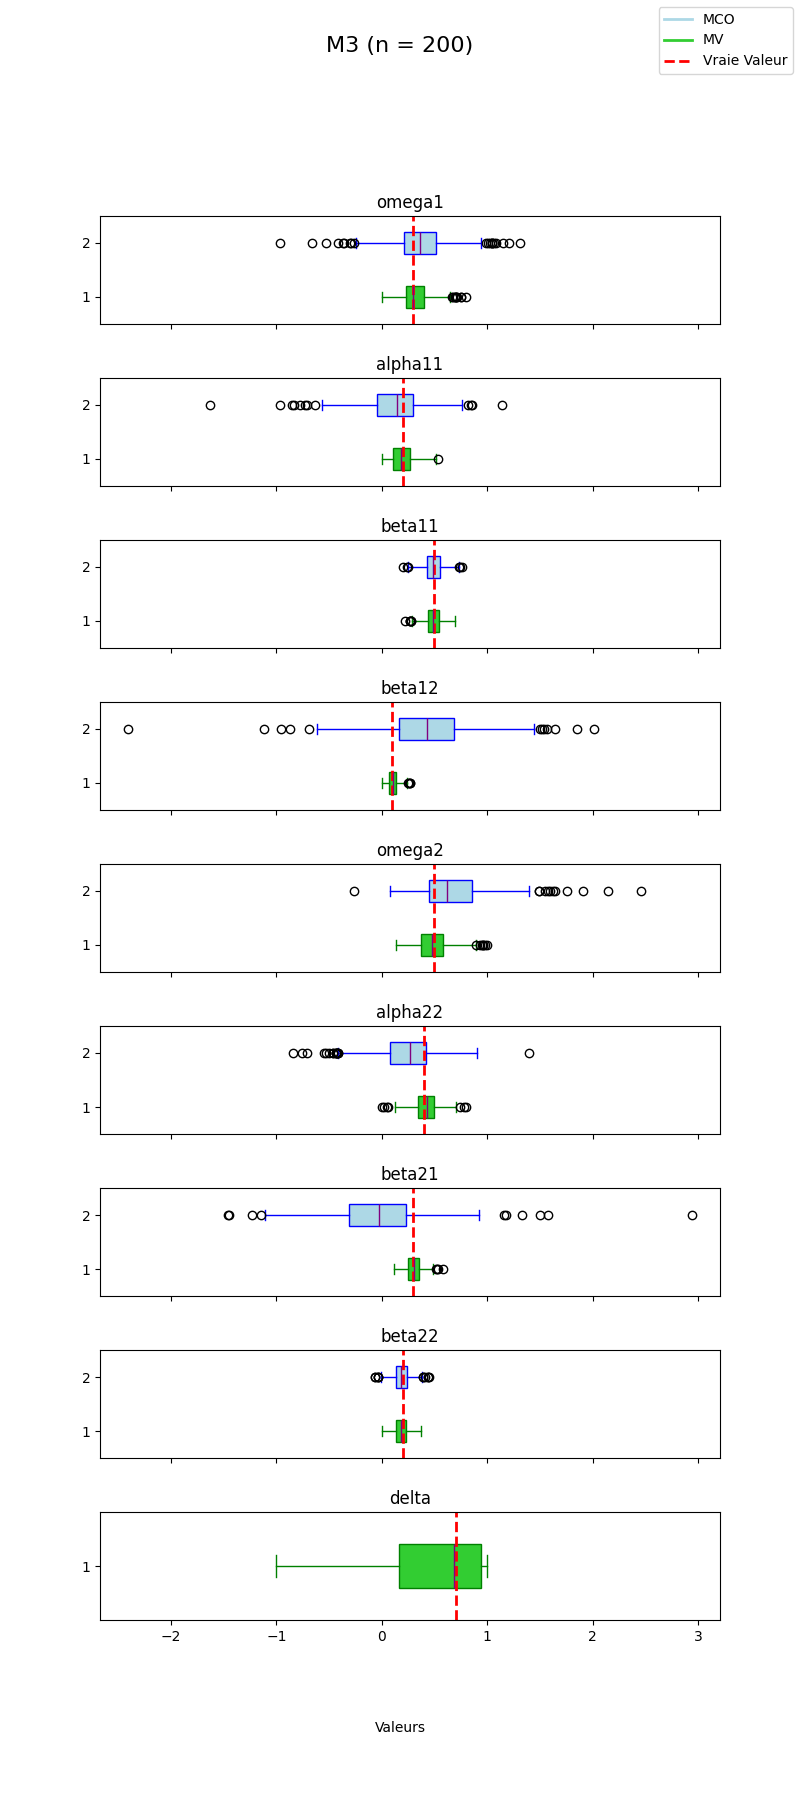 M3 (n = 200)
MCO
MV
Vraie Valeur
omega1
2
1
alpha11
2
1
beta11
2
1
beta12
2
1
omega2
2
1
alpha22
2
1
beta21
2
1
beta22
2
1
delta
1
−2 −1 0 1 2 3
Valeurs